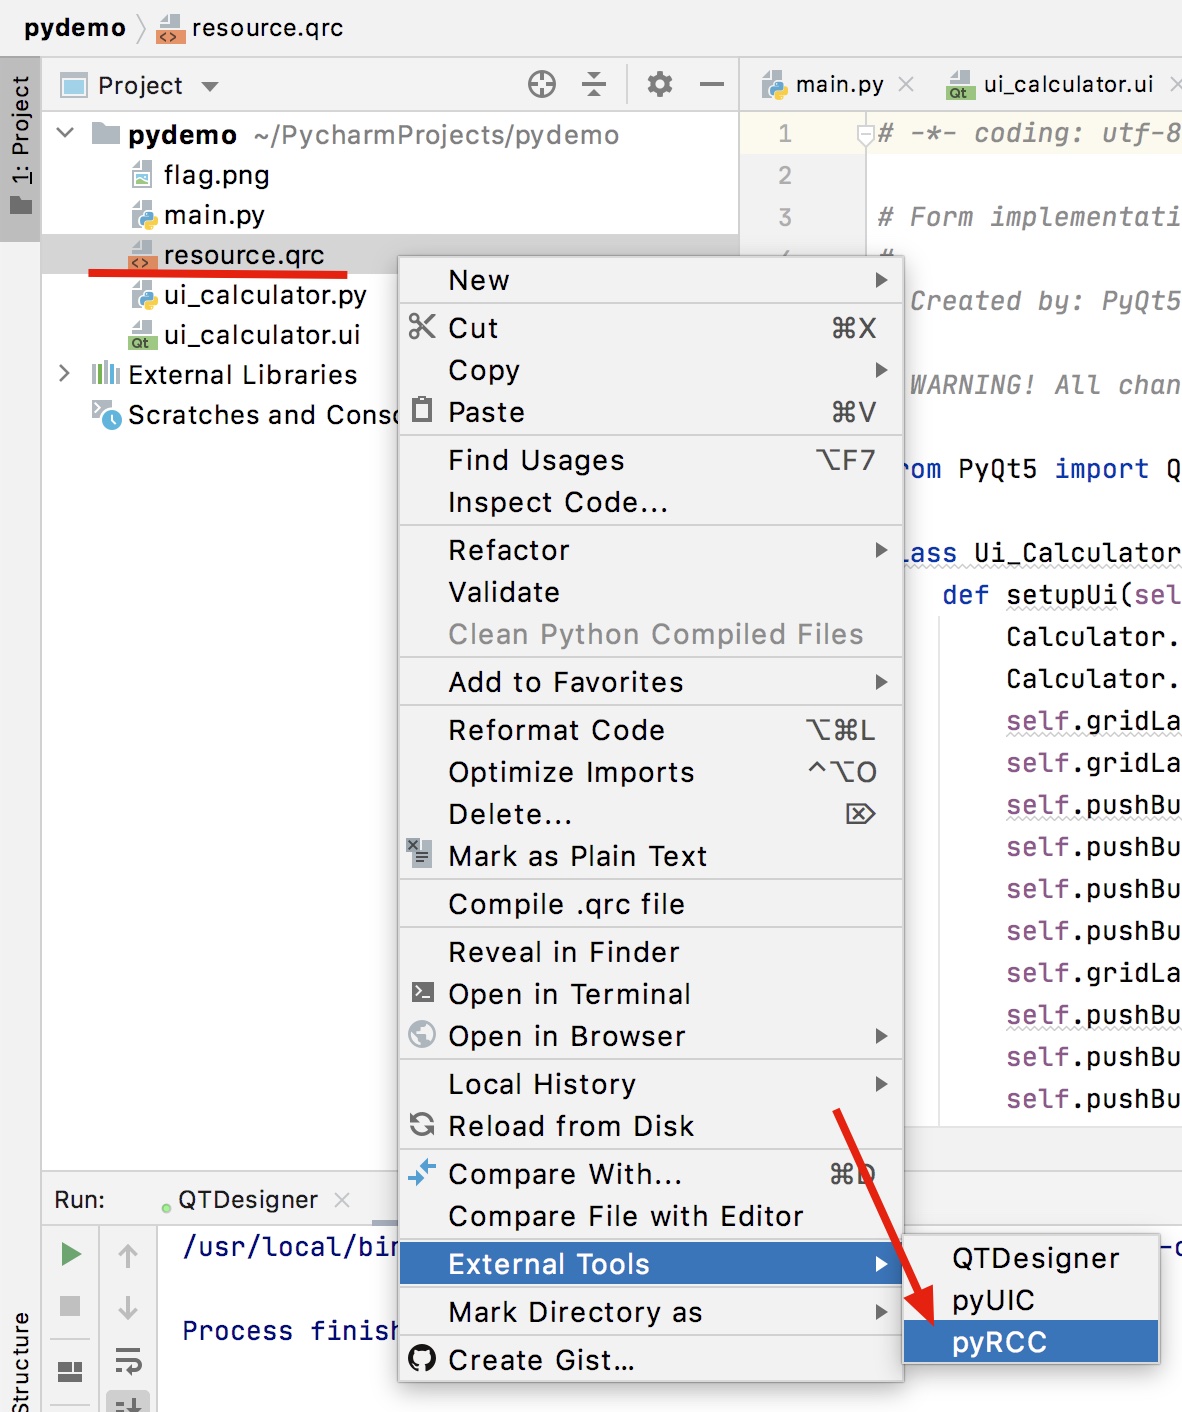 pydemo resource.qrc
1: Project
Project
main.py
ui_calculator.ui
pydemo ~/PycharmProjects/pydemo
flag.png
main.py
resource.qrc
ui_calculator.py
ui_calculator.ui
External Libraries
Scratches and Conso
1 # -*- coding: utf-8
2
3 # Form implementati
#
Created by: PyQt5
WARNING! All chan
om PyQt5 import Q
ass Ui_Calculator
def setupUi(sel
Calculator.
Calculator.
self.gridLa
self.gridLa
self.pushBu
self.pushBu
self.pushBu
self.pushBu
self.gridLa
self.pushBu
self.pushBu
self.pushBu
New
Cut ⌘X
Copy
Paste ⌘V
Find Usages ⌥F7
Inspect Code...
Refactor
Validate
Clean Python Compiled Files
Add to Favorites
Reformat Code ⌥⌘L
Optimize Imports ^⌥O
Delete... ⌦
Mark as Plain Text
Compile .qrc file
Reveal in Finder
Open in Terminal
Open in Browser
Local History
Reload from Disk
Compare With... ⌘D
Compare File with Editor
External Tools
Mark Directory as
Create Gist...
QTDesigner
pyUIC
pyRCC
Run: QTDesigner
/usr/local/bin
Process finish
Structure